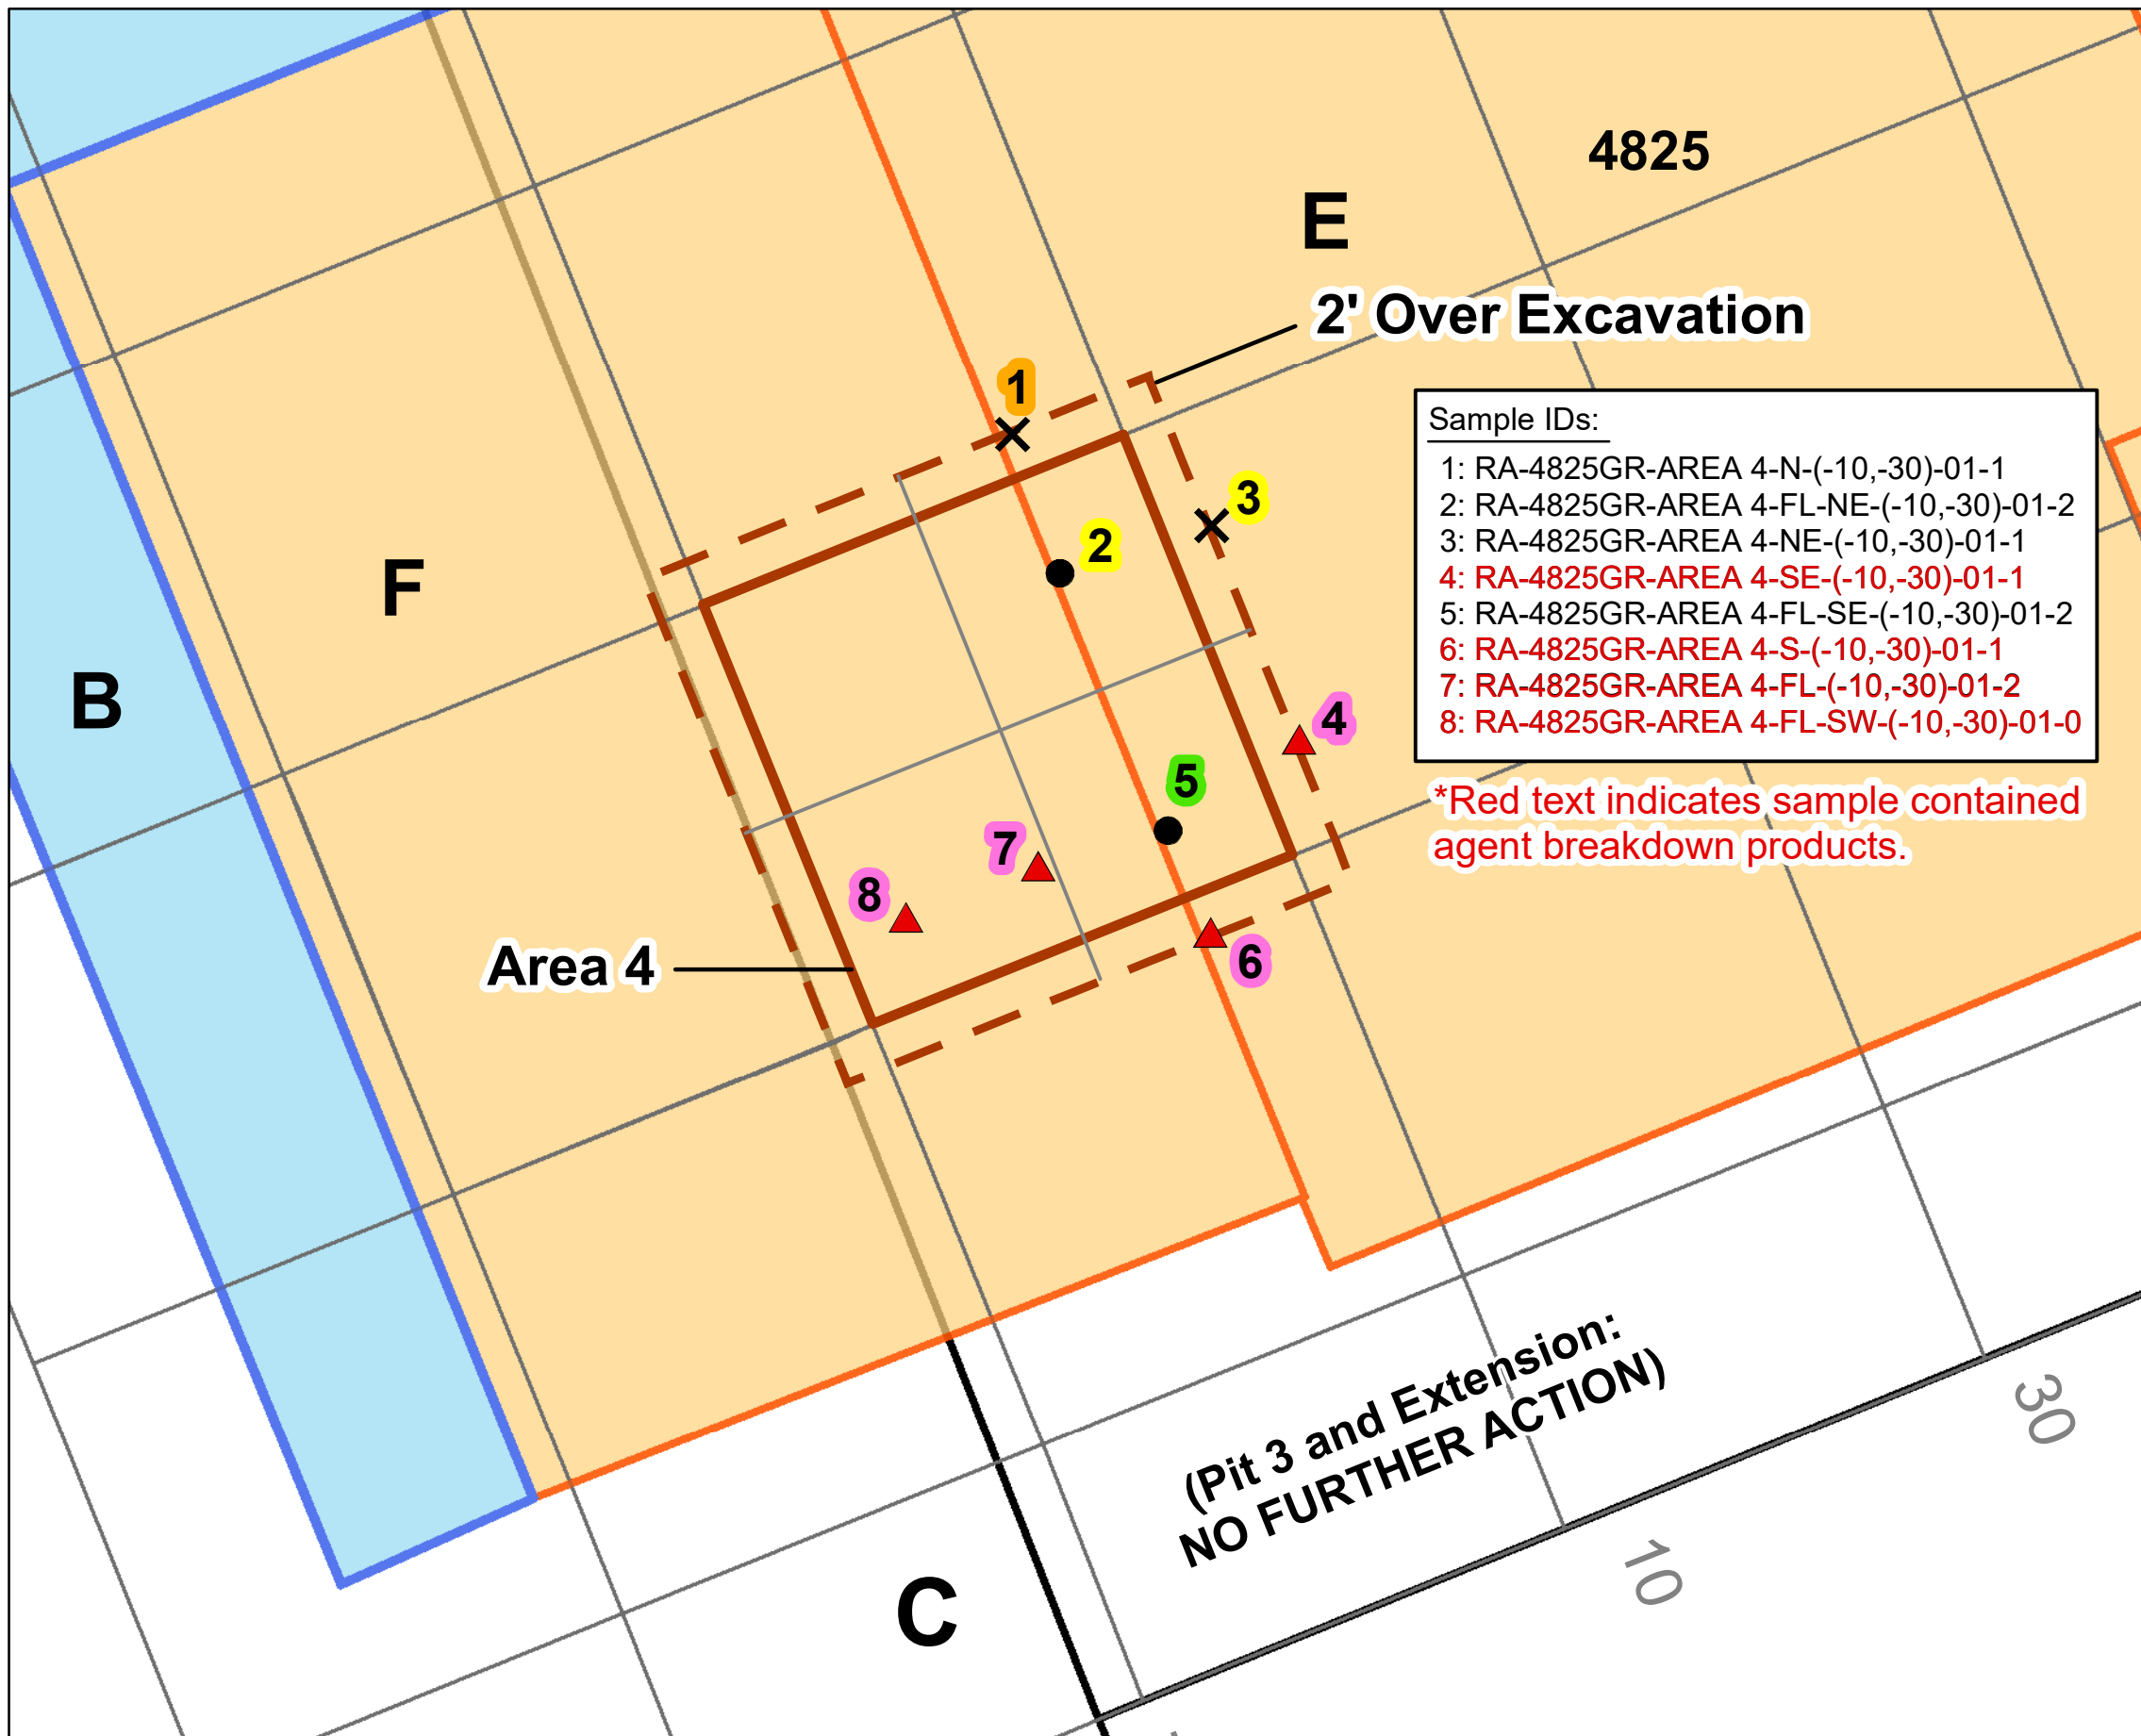 4825
E
2' Over Excavation
1
Sample IDs:
1: RA-4825GR-AREA 4-N-(-10,-30)-01-1
2: RA-4825GR-AREA 4-FL-NE-(-10,-30)-01-2
3: RA-4825GR-AREA 4-NE-(-10,-30)-01-1
4: RA-4825GR-AREA 4-SE-(-10,-30)-01-1
5: RA-4825GR-AREA 4-FL-SE-(-10,-30)-01-2
6: RA-4825GR-AREA 4-S-(-10,-30)-01-1
7: RA-4825GR-AREA 4-FL-(-10,-30)-01-2
8: RA-4825GR-AREA 4-FL-SW-(-10,-30)-01-0
3
2
F
B
4
5
*Red text indicates sample contained
agent breakdown products.
7
8
6
Area 4
(Pit 3 and Extension:
NO FURTHER ACTION)
30
10
C